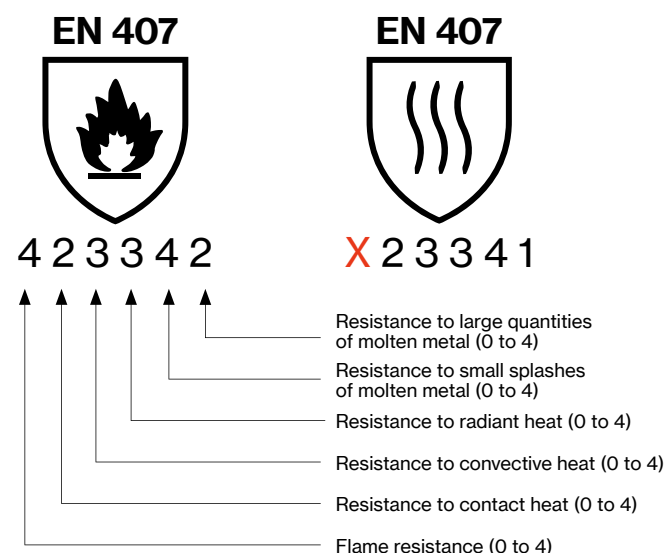 EN 407
EN 407
4 2 3 3 4 2
X 2 3 3 4 1
Resistance to large quantities
of molten metal (0 to 4)
Resistance to small splashes
of molten metal (0 to 4)
Resistance to radiant heat (0 to 4)
Resistance to convective heat (0 to 4)
Resistance to contact heat (0 to 4)
Flame resistance (0 to 4)